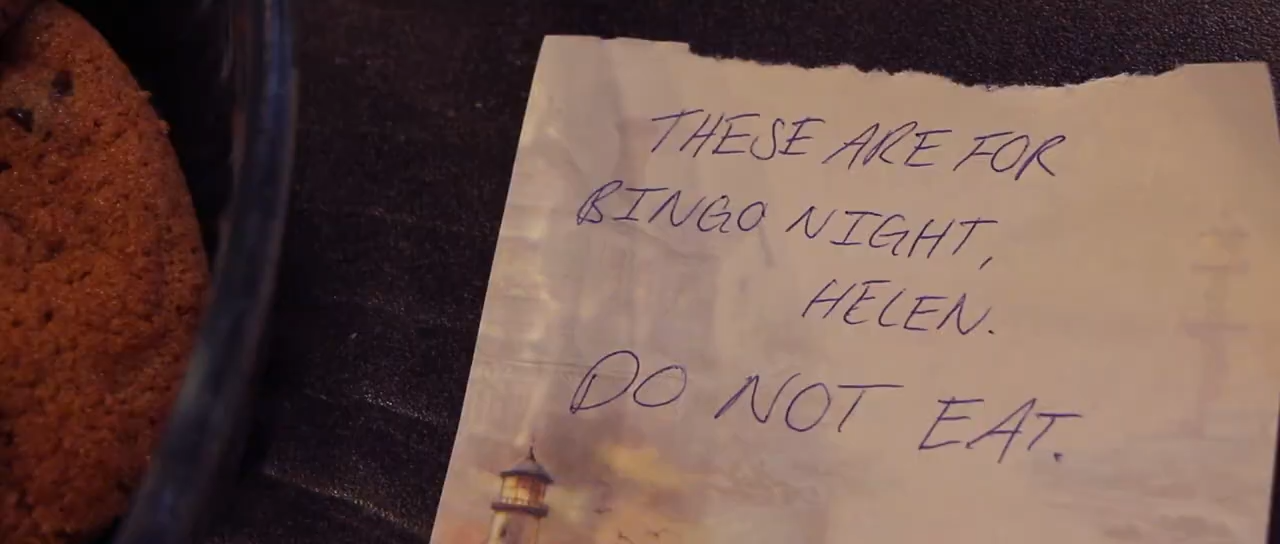 THESE ARE FOR
BINGO NIGHT,
HELEN.
DO NOT EAT.